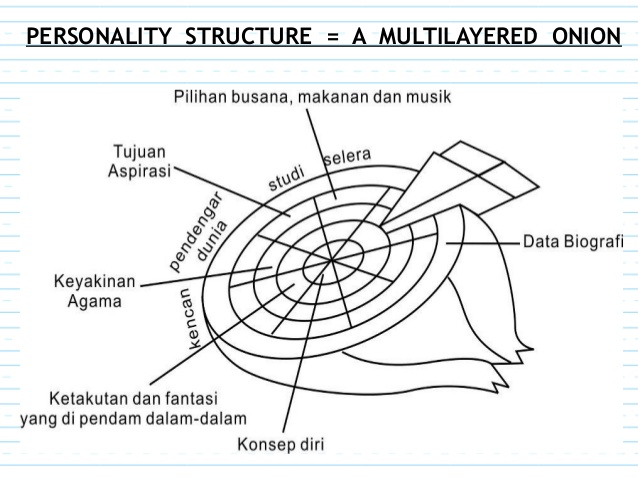 PERSONALITY STRUCTURE = A MULTILAYERED ONION
Pilihan busana, makanan dan musik
Tujuan
Aspirasi
studi
selera
pendengar
dunia
Data Biografi
Keyakinan
Agama
kencan
Ketakutan dan fantasi
yang di pendam dalam-dalam
Konsep diri